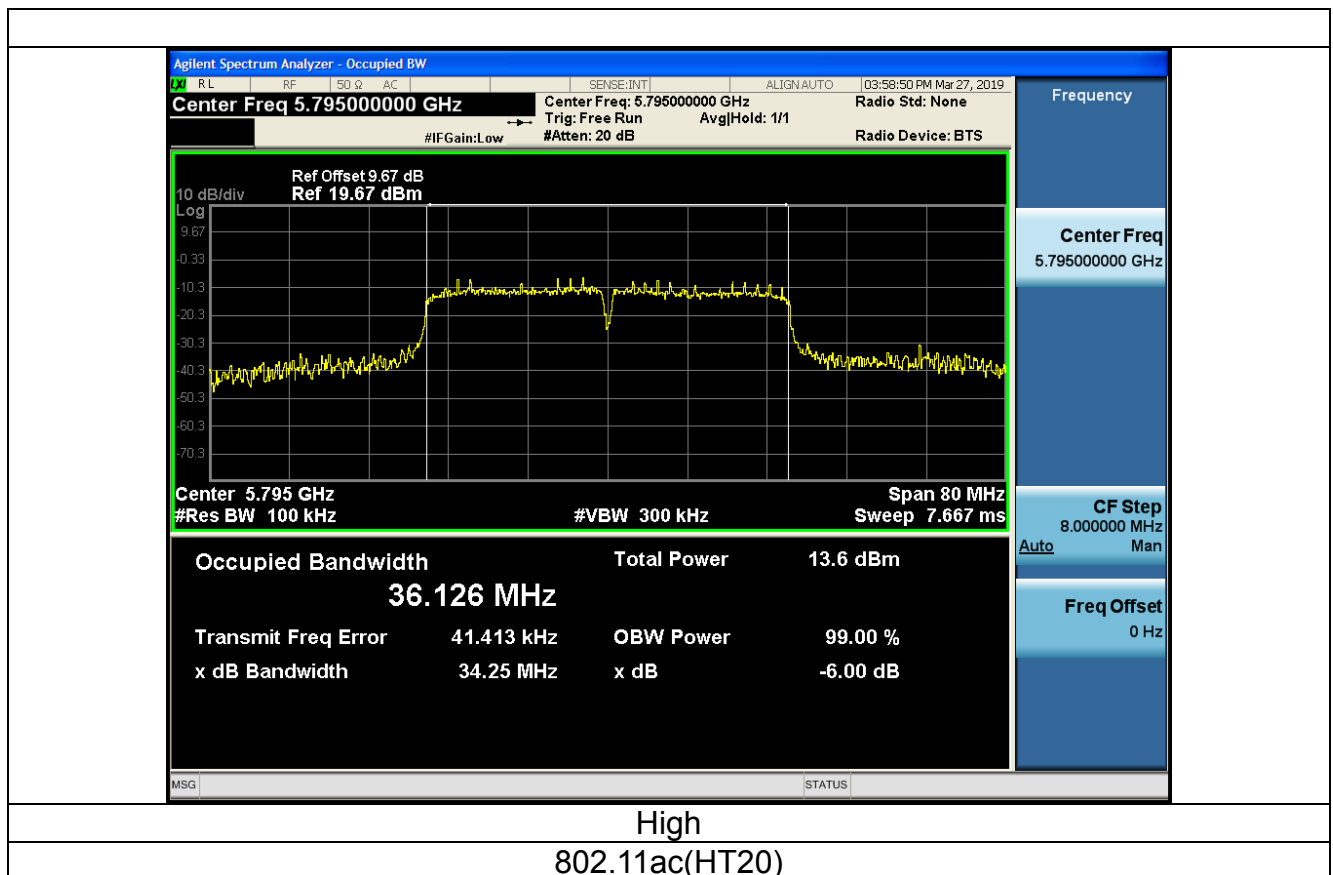 Agilent Spectrum Analyzer - Occupied BW
LXI RL RF 50 Ω AC SENSE:INT ALIGN AUTO 03:58:50 PM Mar 27, 2019
Center Freq 5.795000000 GHz Center Freq: 5.795000000 GHz Radio Std: None
Trig: Free Run Avg|Hold: 1/1
#IFGain:Low #Atten: 20 dB Radio Device: BTS
Frequency
Ref Offset 9.67 dB
10 dB/div Ref 19.67 dBm
Log
9.67
-0.33
-10.3
-20.3
-30.3
-40.3
-50.3
-60.3
-70.3
Center 5.795 GHz Span 80 MHz
#Res BW 100 kHz #VBW 300 kHz Sweep 7.667 ms
Center Freq
5.795000000 GHz
CF Step
8.000000 MHz
Auto Man
Freq Offset
0 Hz
Occupied Bandwidth Total Power 13.6 dBm
36.126 MHz
Transmit Freq Error 41.413 kHz OBW Power 99.00 %
x dB Bandwidth 34.25 MHz x dB -6.00 dB
MSG STATUS
High
802.11ac(HT20)